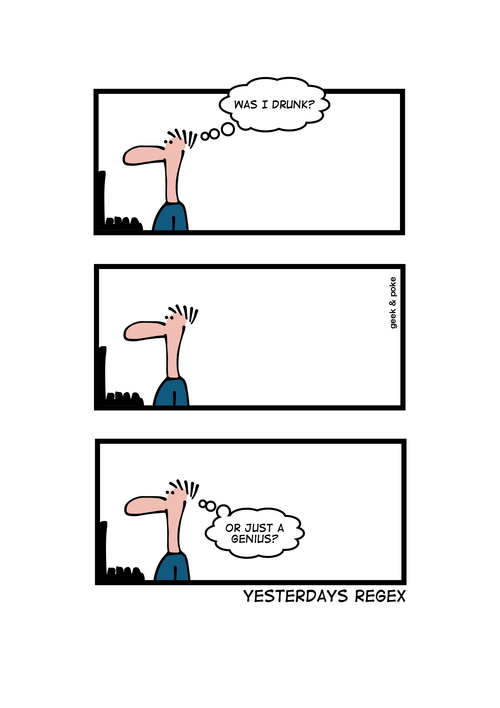 WAS I DRUNK?
geek & poke
OR JUST A
GENIUS?
YESTERDAYS REGEX